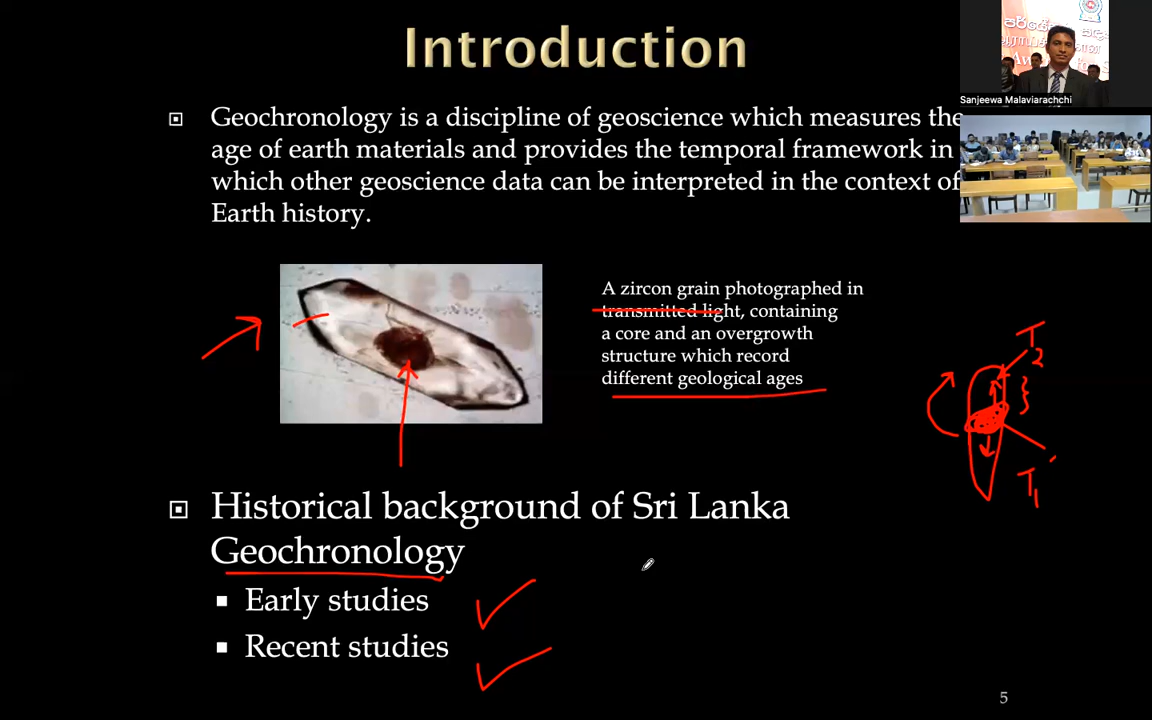 Introduction
Geochronology is a discipline of geoscience which measures the
age of earth materials and provides the temporal framework in
which other geoscience data can be interpreted in the context of
Earth history.
A zircon grain photographed in
transmitted light, containing
a core and an overgrowth
structure which record
different geological ages
T2
T1
Historical background of Sri Lanka
Geochronology
Early studies
Recent studies
5
Sanjeewa Malaviarachchi